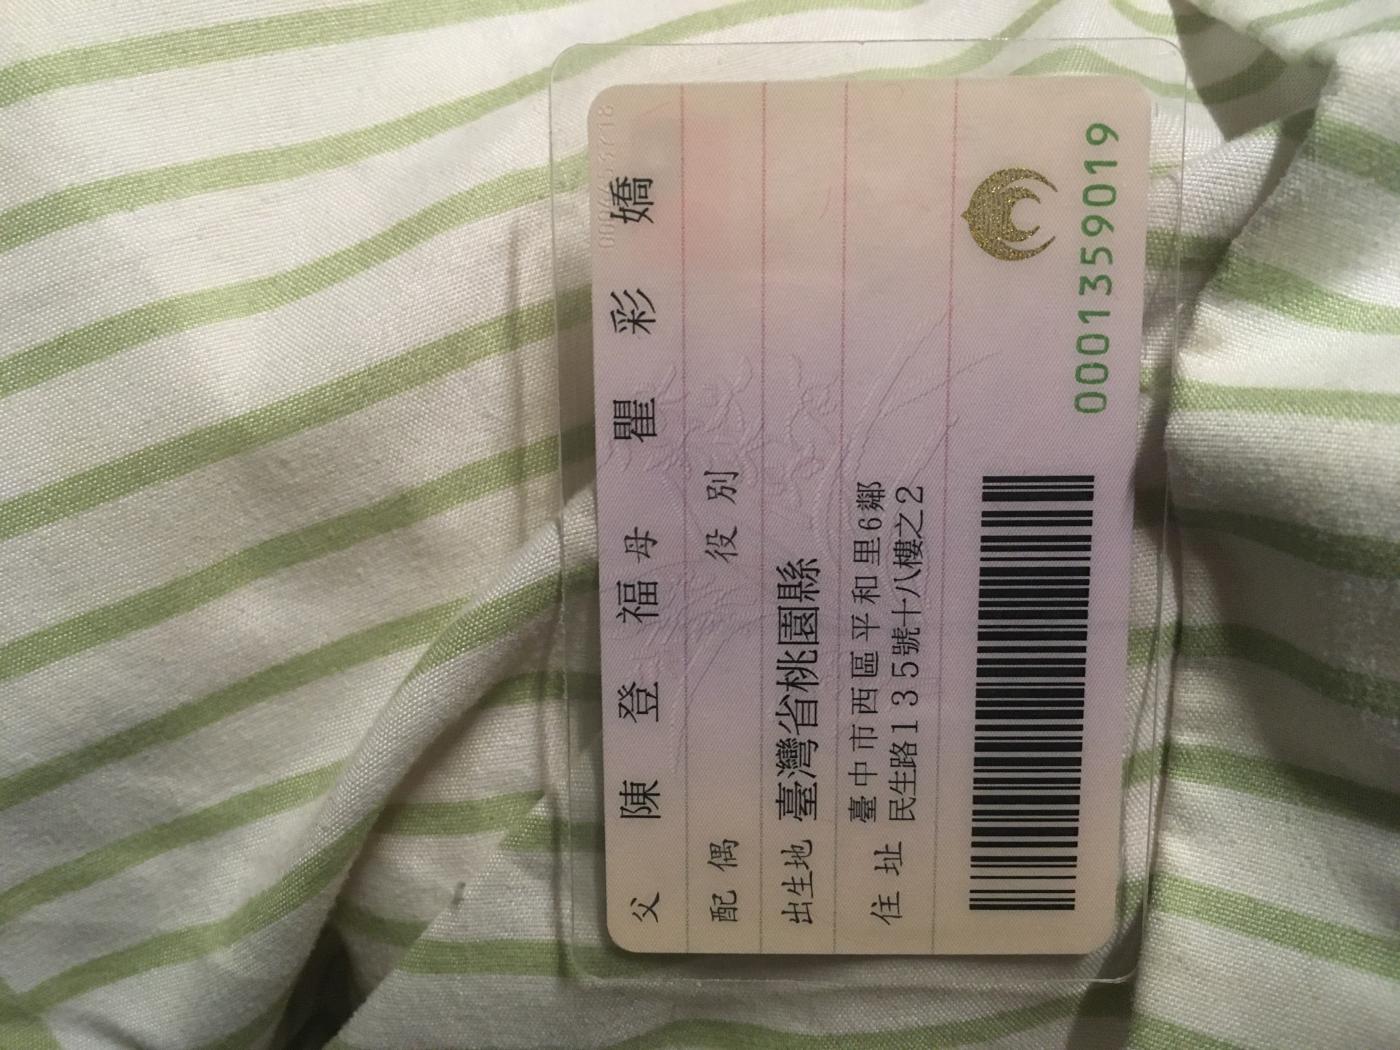 父 陳登福 母 瞿彩嬌
配偶 役別
出生地 臺灣省桃園縣
住址 臺中市西區平和里6鄰
民生路135號十八樓之2
0001359019